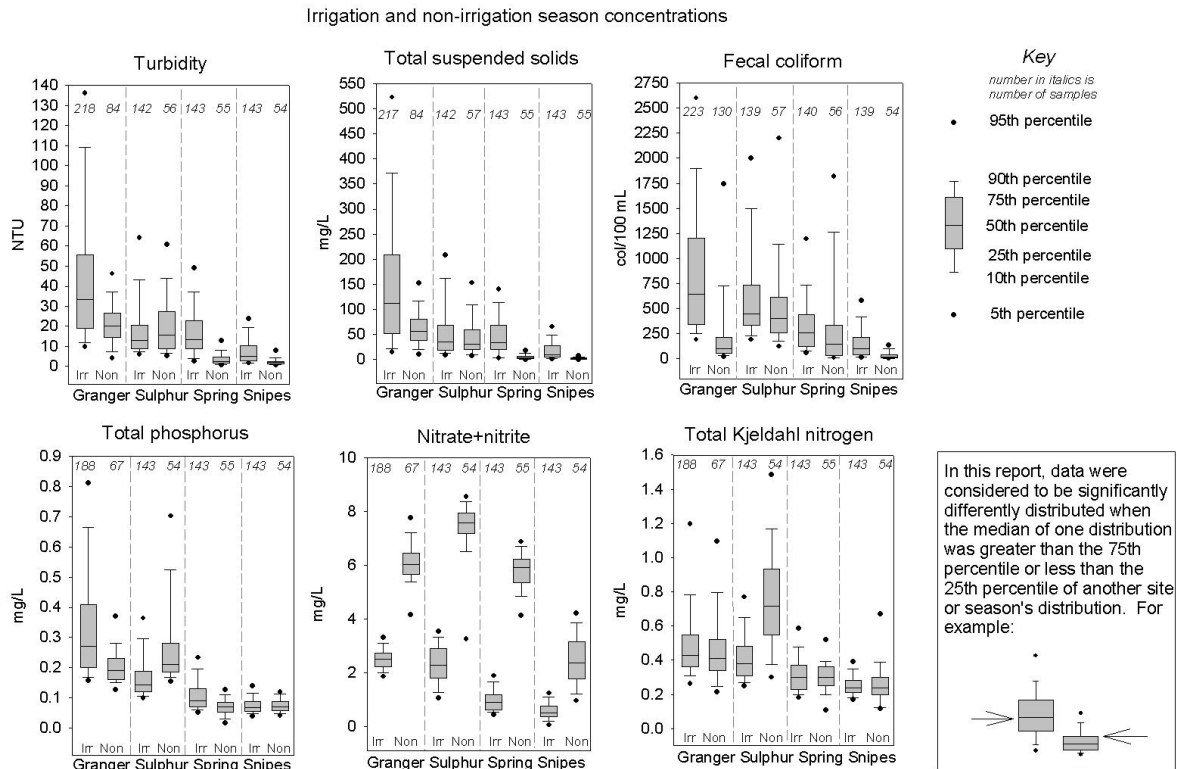 Irrigation and non-irrigation season concentrations
Turbidity
NTU
140
130
120
110
100
90
80
70
60
50
40
30
20
10
0
218 84 142 56 143 55 143 54
Irr Non Irr Non Irr Non Irr Non
Granger Sulphur Spring Snipes
Total suspended solids
mg/L
550
500
450
400
350
300
250
200
150
100
50
0
217 84 142 57 143 55 143 55
Irr Non Irr Non Irr Non Irr Non
Granger Sulphur Spring Snipes
Fecal coliform
col/100 mL
2750
2500
2250
2000
1750
1500
1250
1000
750
500
250
0
223 130 139 57 140 56 139 54
Irr Non Irr Non Irr Non Irr Non
Granger Sulphur Spring Snipes
Key
number in italics is
number of samples
95th percentile
90th percentile
75th percentile
50th percentile
25th percentile
10th percentile
5th percentile
Total phosphorus
mg/L
0.9
0.8
0.7
0.6
0.5
0.4
0.3
0.2
0.1
0.0
188 67 143 54 143 55 143 54
Irr Non Irr Non Irr Non Irr Non
Granger Sulphur Spring Snipes
Nitrate+nitrite
mg/L
10
8
6
4
2
0
188 67 143 54 143 55 143 54
Irr Non Irr Non Irr Non Irr Non
Granger Sulphur Spring Snipes
Total Kjeldahl nitrogen
mg/L
1.6
1.4
1.2
1.0
0.8
0.6
0.4
0.2
0.0
188 67 143 54 143 55 143 54
Irr Non Irr Non Irr Non Irr Non
Granger Sulphur Spring Snipes
In this report, data were
considered to be significantly
differently distributed when
the median of one distribution
was greater than the 75th
percentile or less than the
25th percentile of another site
or season's distribution. For
example: